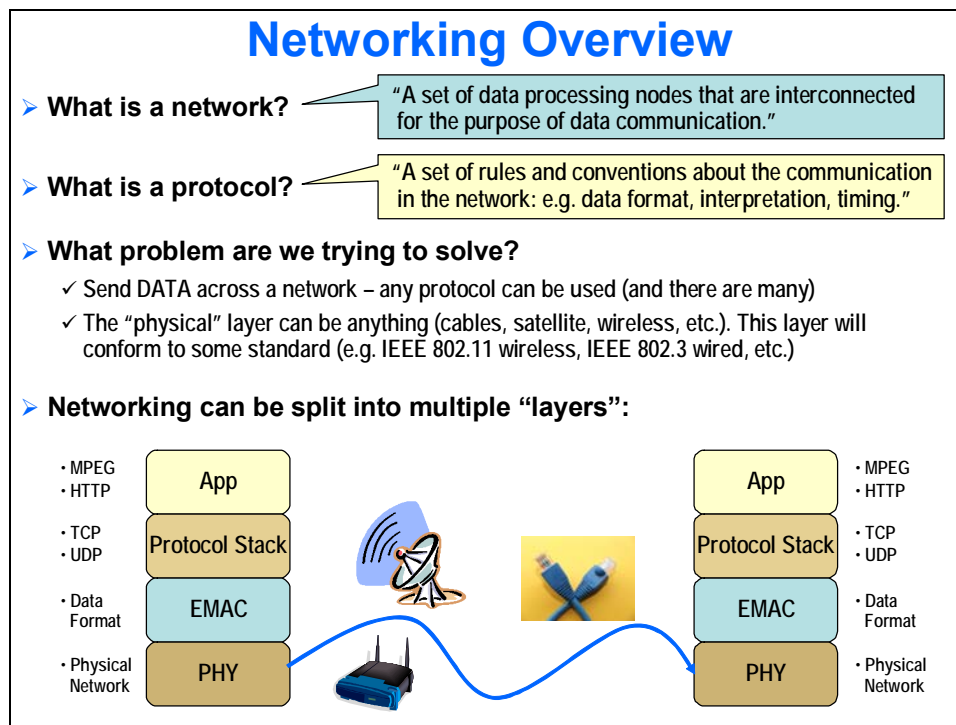 Networking Overview
➢ What is a network?
“A set of data processing nodes that are interconnected
for the purpose of data communication.”
➢ What is a protocol?
“A set of rules and conventions about the communication
in the network: e.g. data format, interpretation, timing.”
➢ What problem are we trying to solve?
✓ Send DATA across a network – any protocol can be used (and there are many)
✓ The “physical” layer can be anything (cables, satellite, wireless, etc.). This layer will
conform to some standard (e.g. IEEE 802.11 wireless, IEEE 802.3 wired, etc.)
➢ Networking can be split into multiple “layers”:
• MPEG
• HTTP
App
• TCP
• UDP
Protocol Stack
• Data
Format
EMAC
• Physical
Network
PHY
App
• MPEG
• HTTP
Protocol Stack
• TCP
• UDP
EMAC
• Data
Format
PHY
• Physical
Network